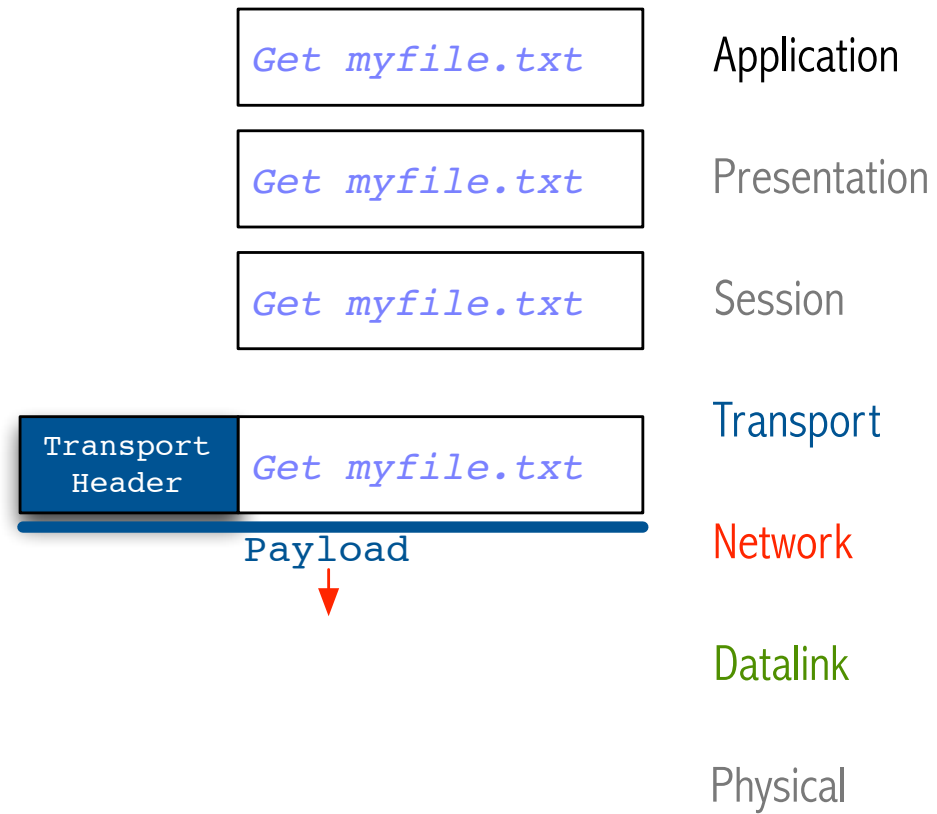 Get myfile.txt Application
Get myfile.txt Presentation
Get myfile.txt Session
Transport
Transport
Header
Get myfile.txt
Payload
Network
Datalink
Physical